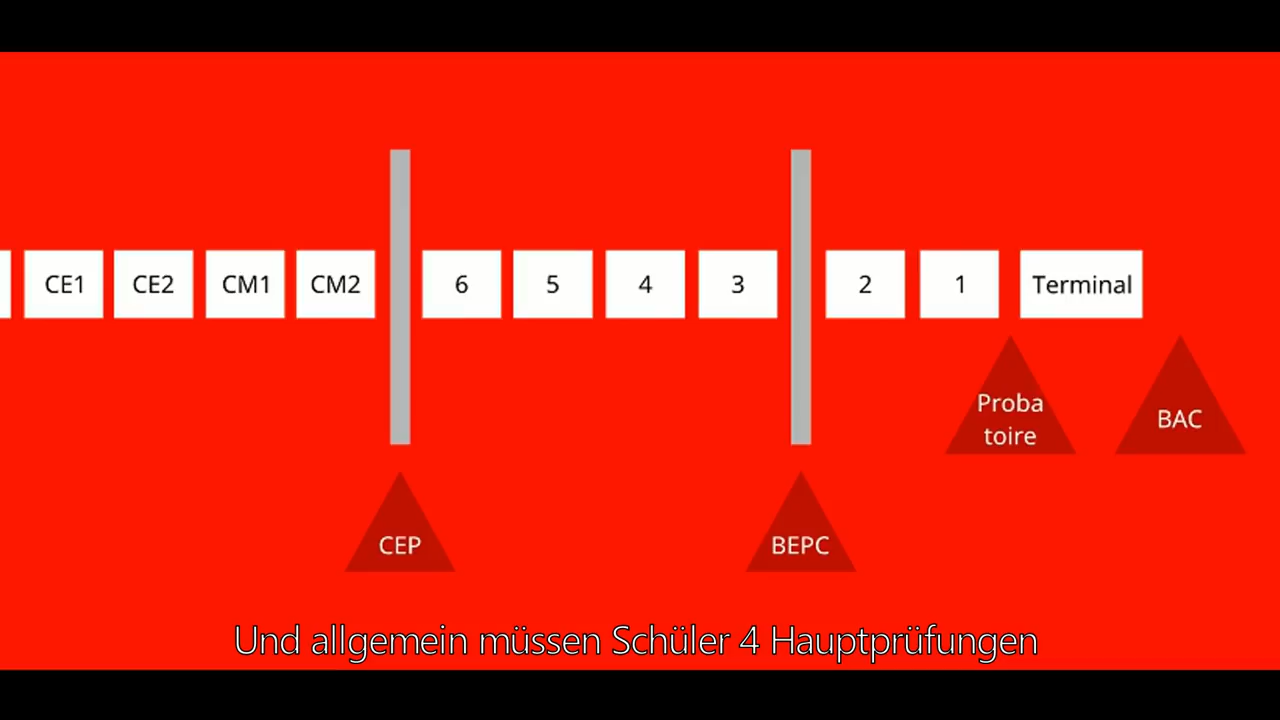 CE1 CE2 CM1 CM2 6 5 4 3 2 1 Terminal
Proba
toire
BAC
CEP
BEPC
Und allgemein müssen Schüler 4 Hauptprüfungen